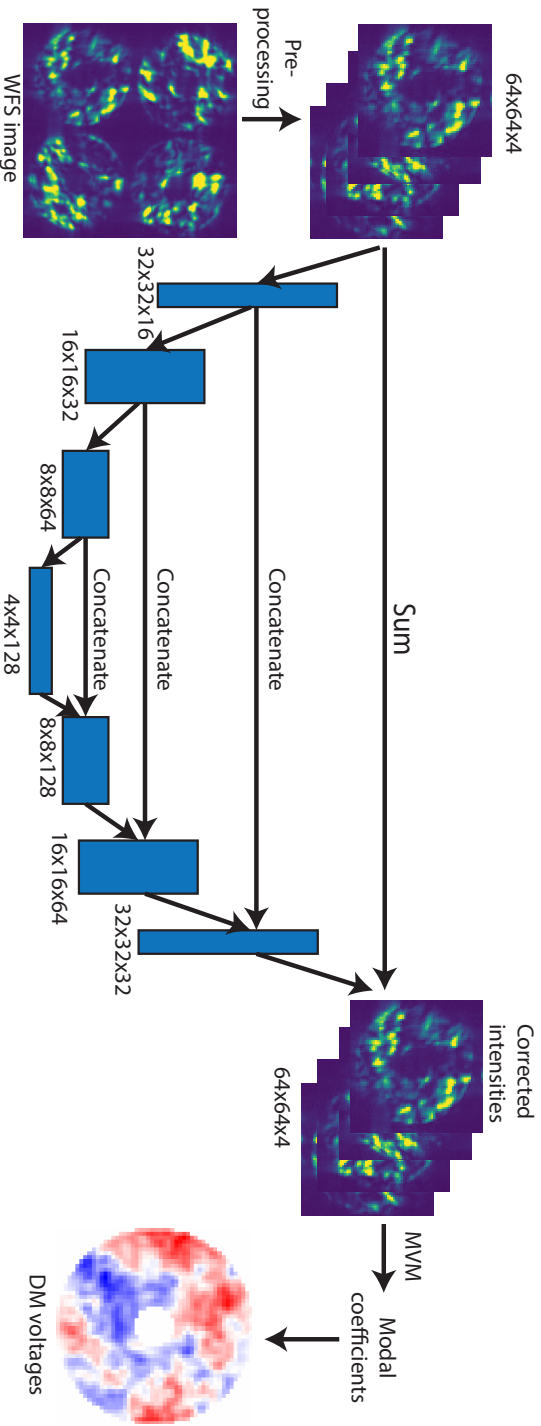 WFS image
Pre-
processing
64x64x4
32x32x16
16x16x32
8x8x64
4x4x128
8x8x128
16x16x64
32x32x32
Concatenate
Concatenate
Concatenate
Sum
Corrected
intensities
64x64x4
MVM
Modal
coefficients
DM voltages